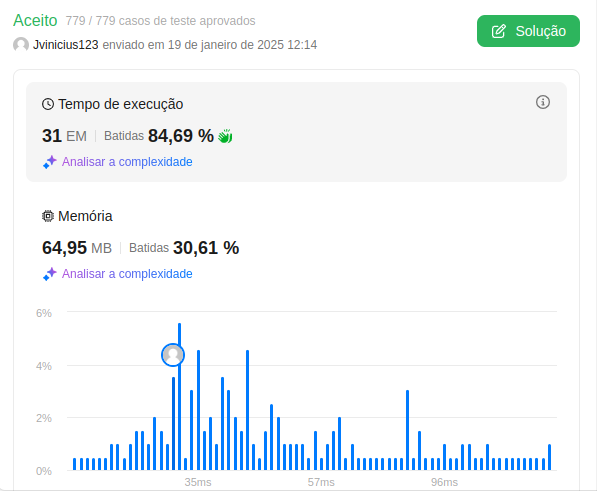 Aceito 779 / 779 casos de teste aprovados
Jvinicius123 enviado em 19 de janeiro de 2025 12:14
Solução
Tempo de execução
31 EM Batidas 84,69 %
Analisar a complexidade
Memória
64,95 MB Batidas 30,61 %
Analisar a complexidade
6%
4%
2%
0%
35ms 57ms 96ms